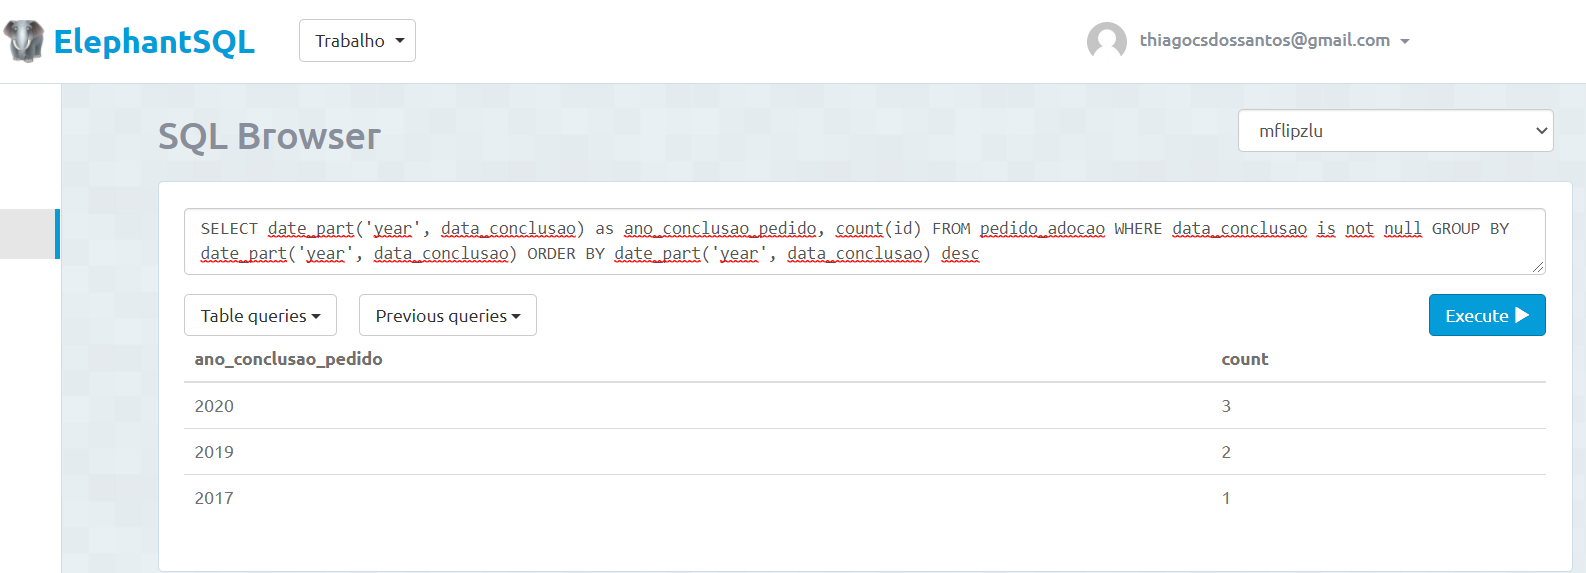 ElephantSQL
Trabalho
thiagocsdossantos@gmail.com
SQL Browser
mflipzlu
SELECT date_part('year', data_conclusao) as ano_conclusao_pedido, count(id) FROM pedido_adocao WHERE data_conclusao is not null GROUP BY
date_part('year', data_conclusao) ORDER BY date_part('year', data_conclusao) desc
Table queries
Previous queries
Execute
ano_conclusao_pedido count
2020 3
2019 2
2017 1